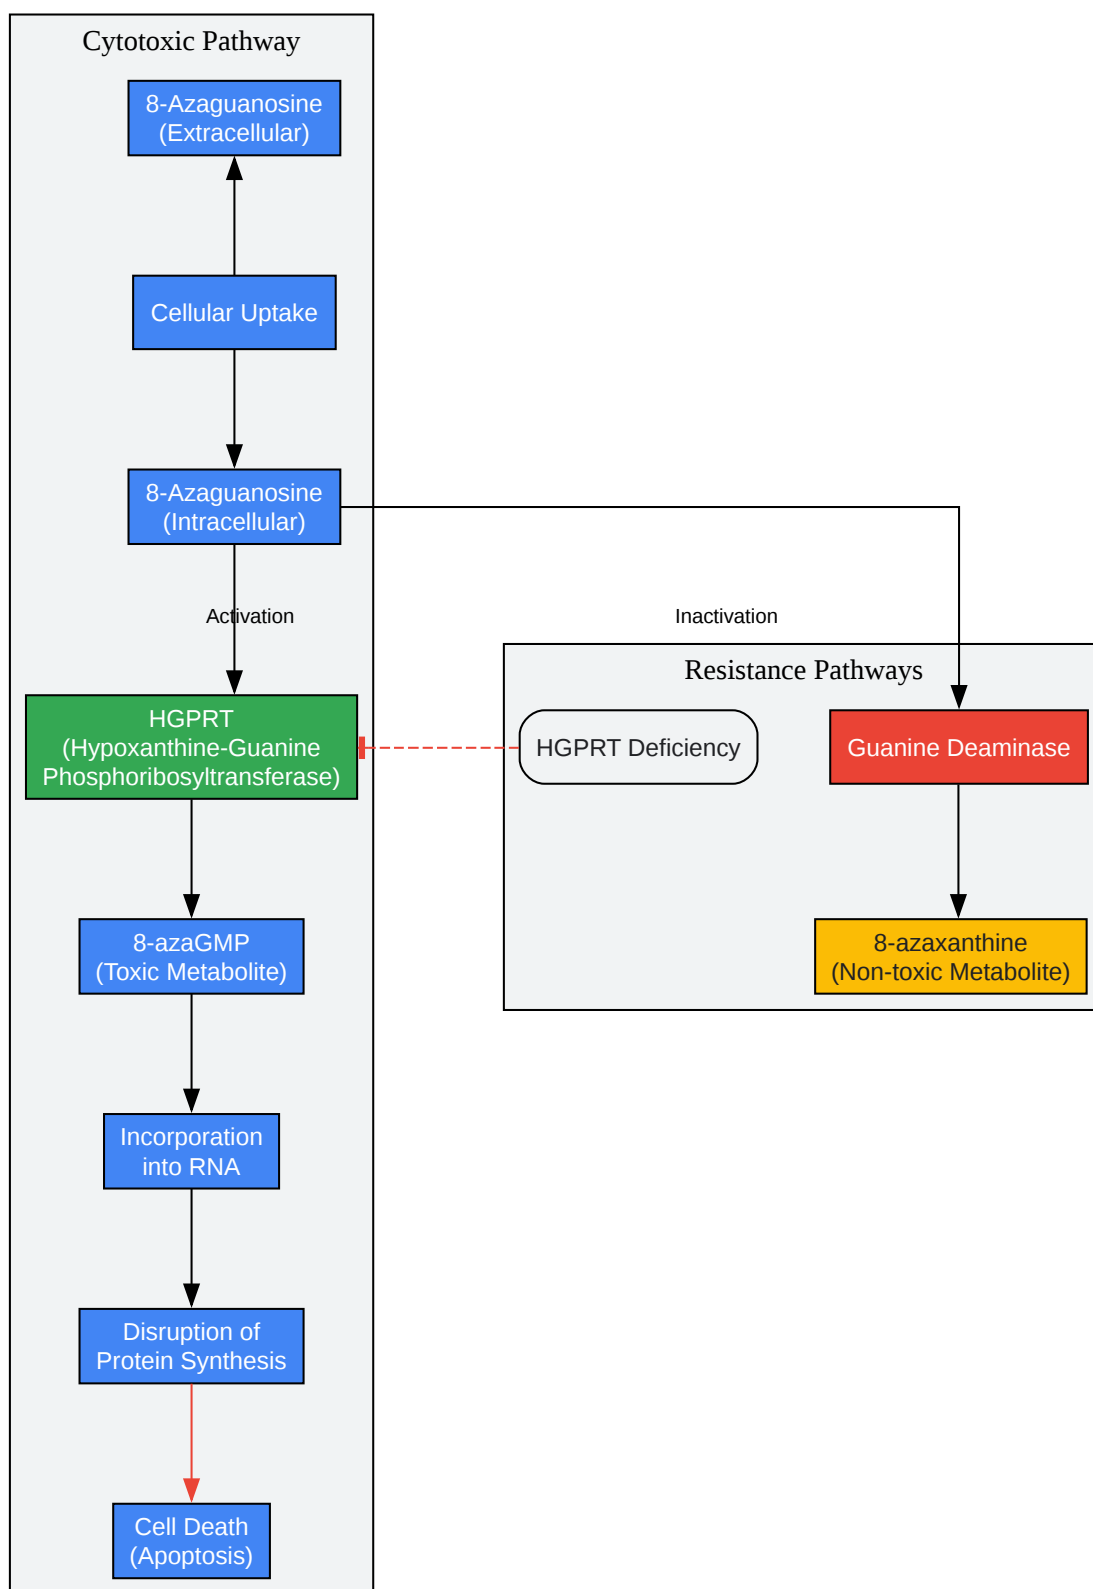 Cytotoxic Pathway
8-Azaguanosine
(Extracellular)
Cellular Uptake
8-Azaguanosine
(Intracellular)
Activation
Inactivation
Resistance Pathways
HGPRT
(Hypoxanthine-Guanine
Phosphoribosyltransferase)
HGPRT Deficiency
Guanine Deaminase
8-azaGMP
(Toxic Metabolite)
8-azaxanthine
(Non-toxic Metabolite)
Incorporation
into RNA
Disruption of
Protein Synthesis
Cell Death
(Apoptosis)